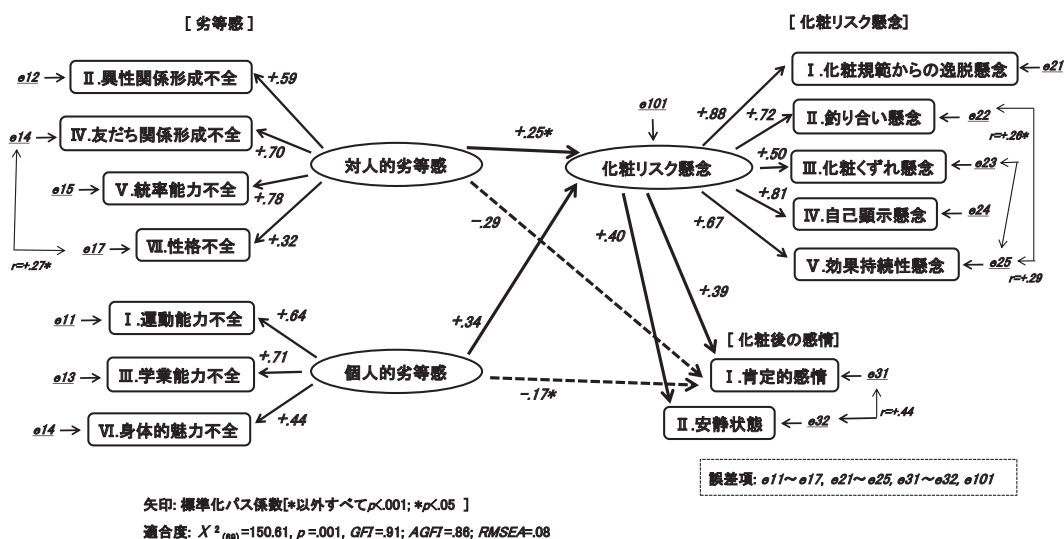 [ 劣等感 ]
[ 化粧リスク懸念 ]
e12
Ⅱ.異性関係形成不全
+.59
e14
Ⅳ.友だち関係形成不全
+.70
e15
Ⅴ.統率能力不全
+.78
e17
Ⅶ.性格不全
+.32
r=+.27*
対人的劣等感
+.25*
-.29
e11
Ⅰ.運動能力不全
+.64
e13
Ⅲ.学業能力不全
+.71
e14
Ⅵ.身体的魅力不全
+.44
個人的劣等感
+.34
-.17*
e101
化粧リスク懸念
+.88
Ⅰ.化粧規範からの逸脱懸念
e21
+.72
Ⅱ.釣り合い懸念
e22
r=+.26*
+.50
Ⅲ.化粧くずれ懸念
e23
+.81
Ⅳ.自己顕示懸念
e24
+.67
Ⅴ.効果持続性懸念
e25
r=+.29
+.40
+.39
[ 化粧後の感情]
Ⅰ.肯定的感情
e31
r=+.44
Ⅱ.安静状態
e32
誤差項: e11～e17, e21～e25, e31～e32, e101
矢印: 標準化パス係数[*以外すべてp<.001; *p<.05 ]
適合度: Χ²(69)=150.61, p=.001, GFI=.91; AGFI=.86; RMSEA=.08